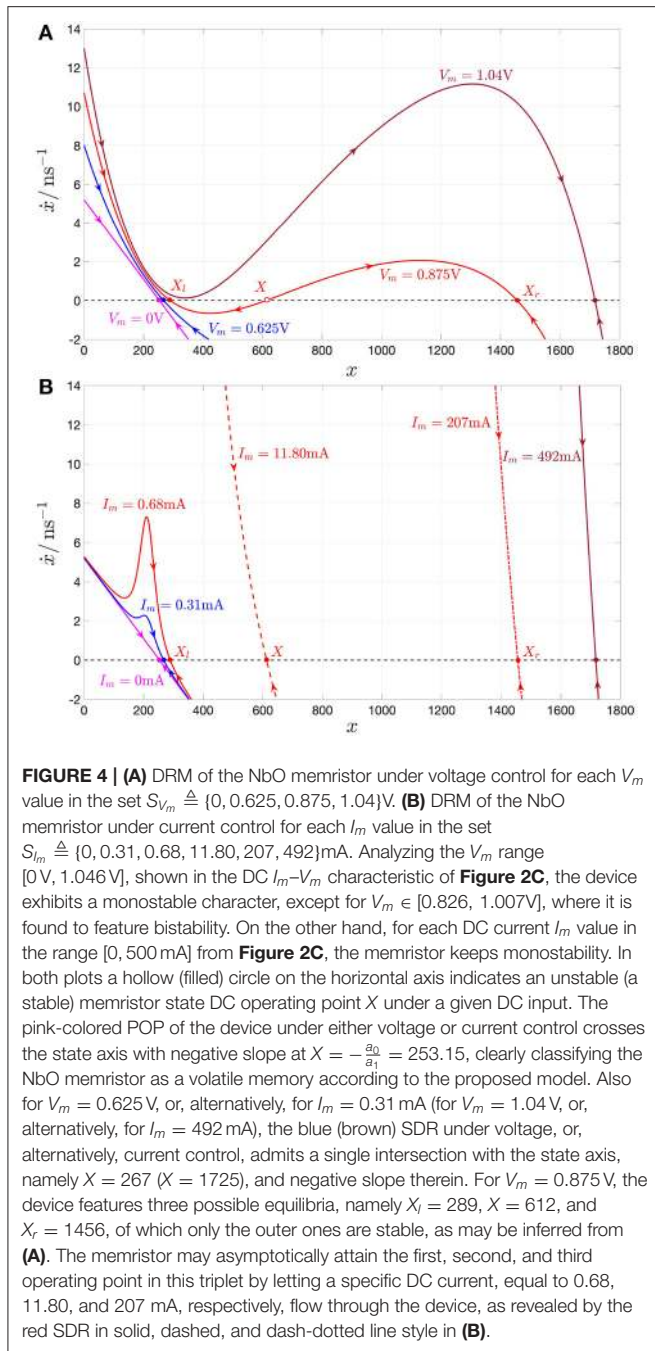 A
14
12
10
8
6
4
2
0
-2
ẋ/ ns⁻¹
V_m = 1.04V
X_l
X
V_m = 0.875V
X_r
V_m = 0V
V_m = 0.625V
0 200 400 600 800 1000 1200 1400 1600 1800
x
B
14
12
10
8
6
4
2
0
-2
ẋ/ ns⁻¹
I_m = 11.80mA
I_m = 207mA
I_m = 492mA
I_m = 0.68mA
I_m = 0.31mA
X_l
X
X_r
I_m = 0mA
0 200 400 600 800 1000 1200 1400 1600 1800
x
FIGURE 4 | (A) DRM of the NbO memristor under voltage control for each V_m
value in the set S_{V_m} ≜ {0, 0.625, 0.875, 1.04}V. (B) DRM of the NbO
memristor under current control for each I_m value in the set
S_{I_m} ≜ {0, 0.31, 0.68, 11.80, 207, 492}mA. Analyzing the V_m range
[0 V, 1.046 V], shown in the DC I_m–V_m characteristic of Figure 2C, the device
exhibits a monostable character, except for V_m ∈ [0.826, 1.007V], where it is
found to feature bistability. On the other hand, for each DC current I_m value in
the range [0, 500 mA] from Figure 2C, the memristor keeps monostability. In
both plots a hollow (filled) circle on the horizontal axis indicates an unstable (a
stable) memristor state DC operating point X under a given DC input. The
pink-colored POP of the device under either voltage or current control crosses
the state axis with negative slope at X = −a₀/a₁ = 253.15, clearly classifying the
NbO memristor as a volatile memory according to the proposed model. Also
for V_m = 0.625 V, or, alternatively, for I_m = 0.31 mA (for V_m = 1.04 V, or,
alternatively, for I_m = 492 mA), the blue (brown) SDR under voltage, or,
alternatively, current control, admits a single intersection with the state axis,
namely X = 267 (X = 1725), and negative slope therein. For V_m = 0.875 V, the
device features three possible equilibria, namely X_l = 289, X = 612, and
X_r = 1456, of which only the outer ones are stable, as may be inferred from
(A). The memristor may asymptotically attain the first, second, and third
operating point in this triplet by letting a specific DC current, equal to 0.68,
11.80, and 207 mA, respectively, flow through the device, as revealed by the
red SDR in solid, dashed, and dash-dotted line style in (B).